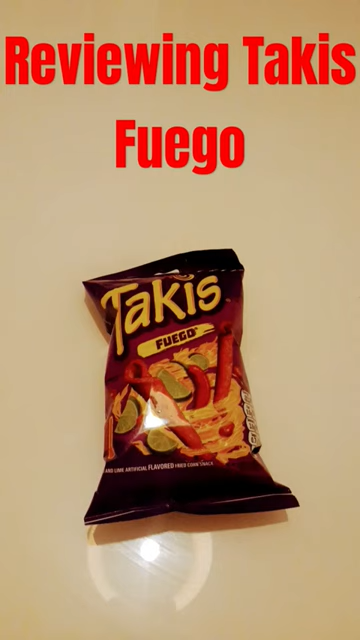 Reviewing Takis
Fuego
Takis
FUEGO
AND LIME ARTIFICIAL FLAVORED FRIED CORN SNACK